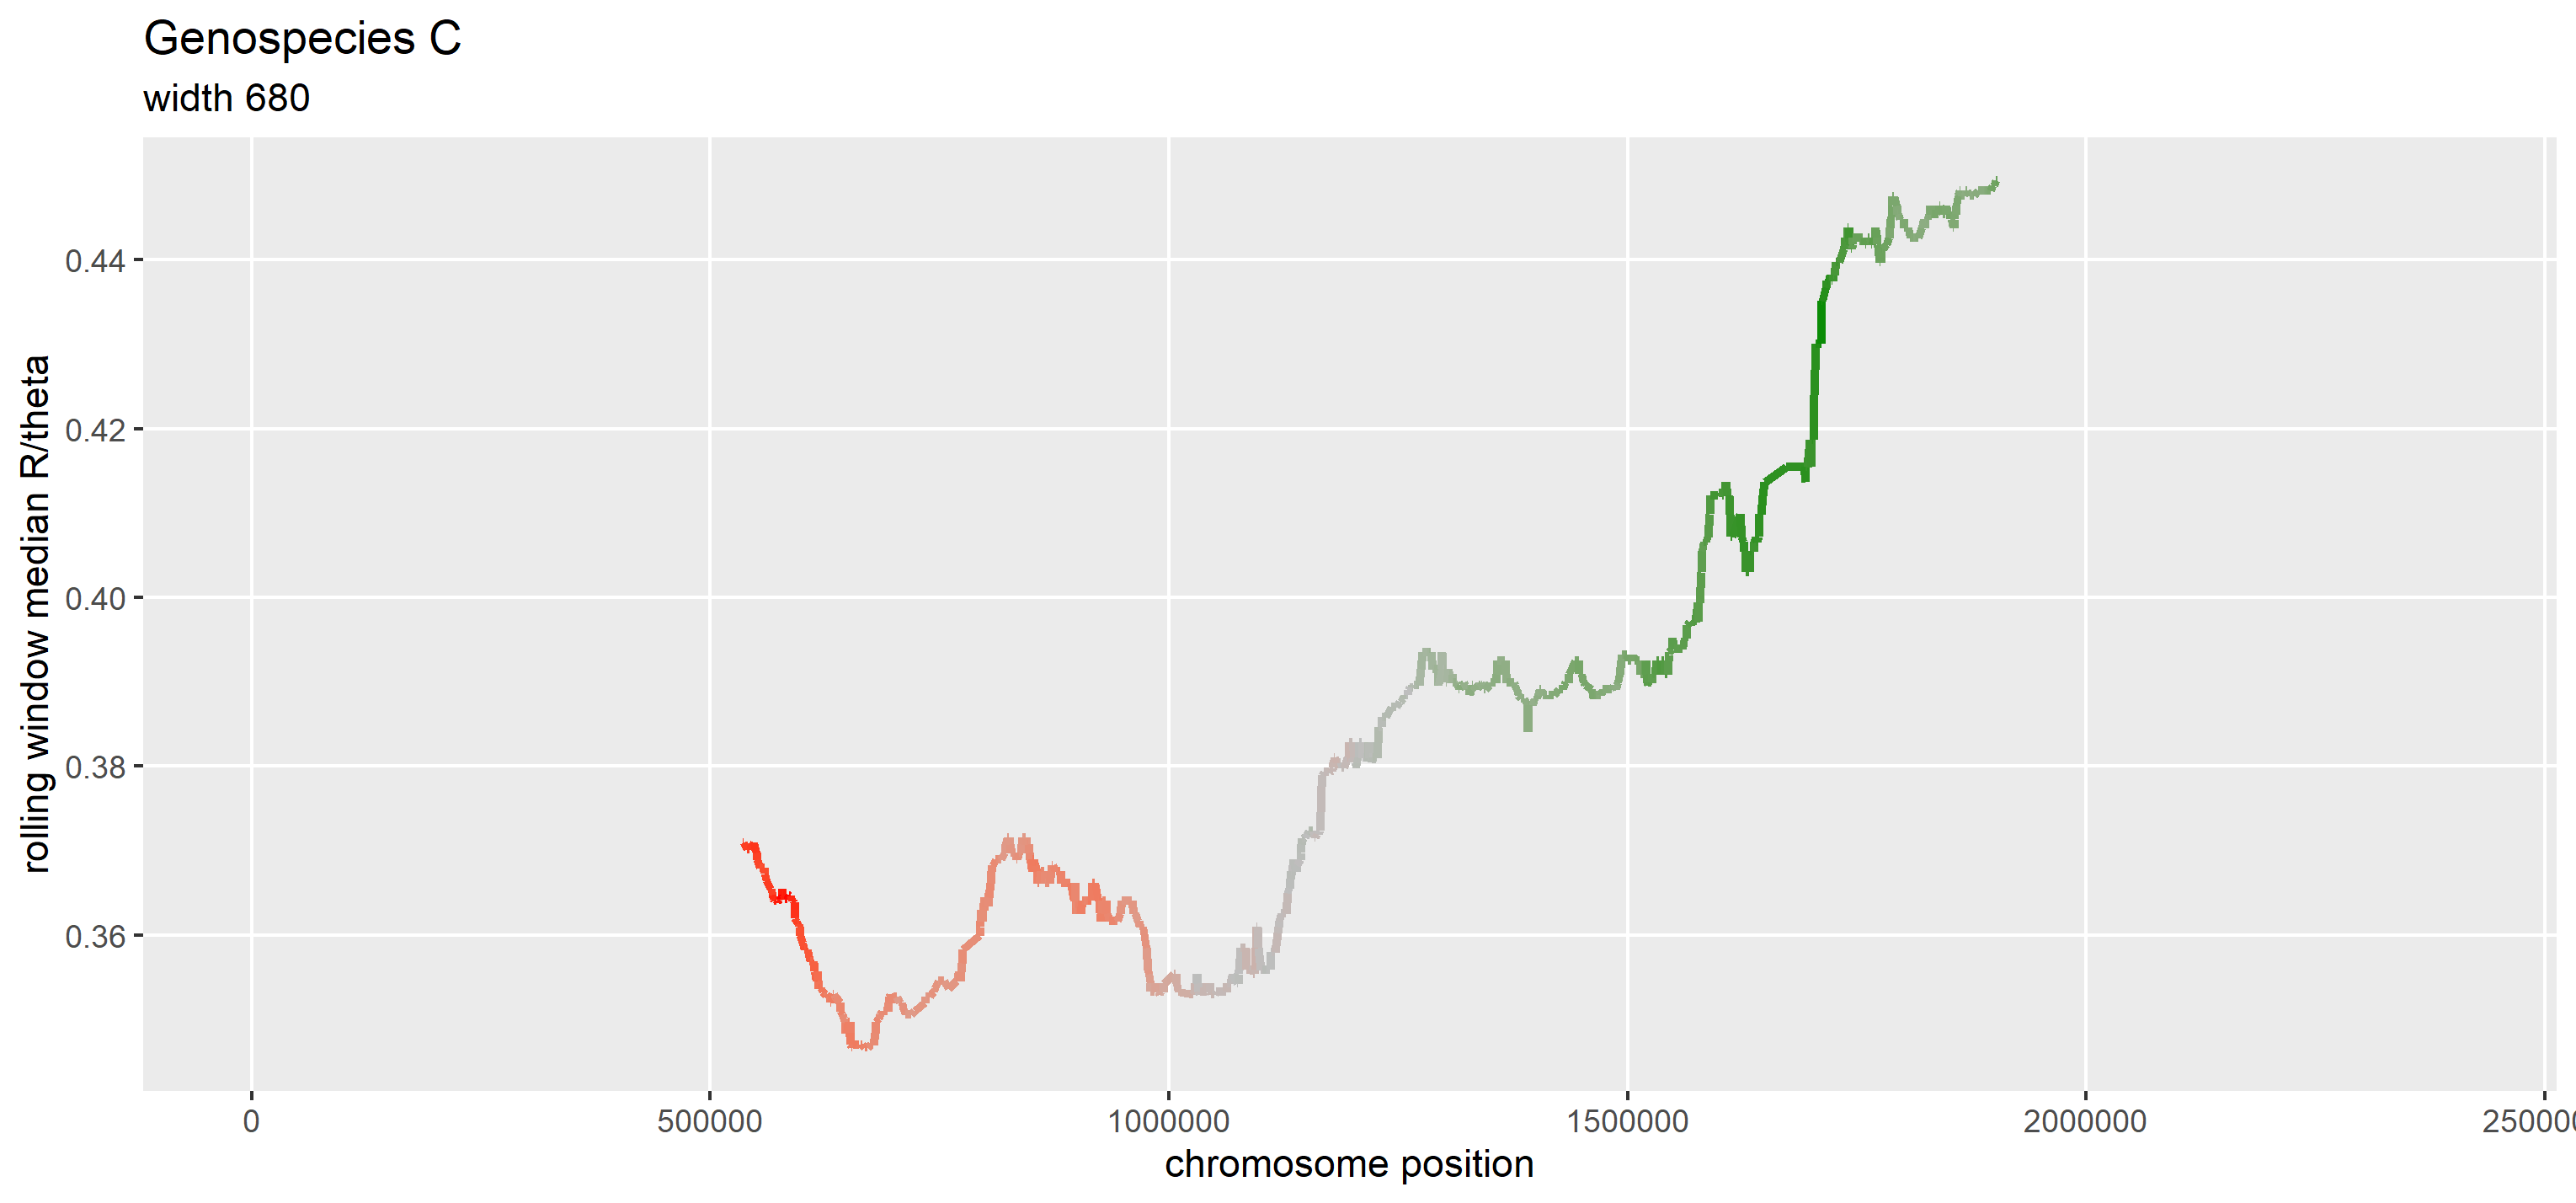 Genospecies C
width 680
rolling window median R/theta
0.44
0.42
0.40
0.38
0.36
0 500000 1000000 1500000 2000000 250000
chromosome position